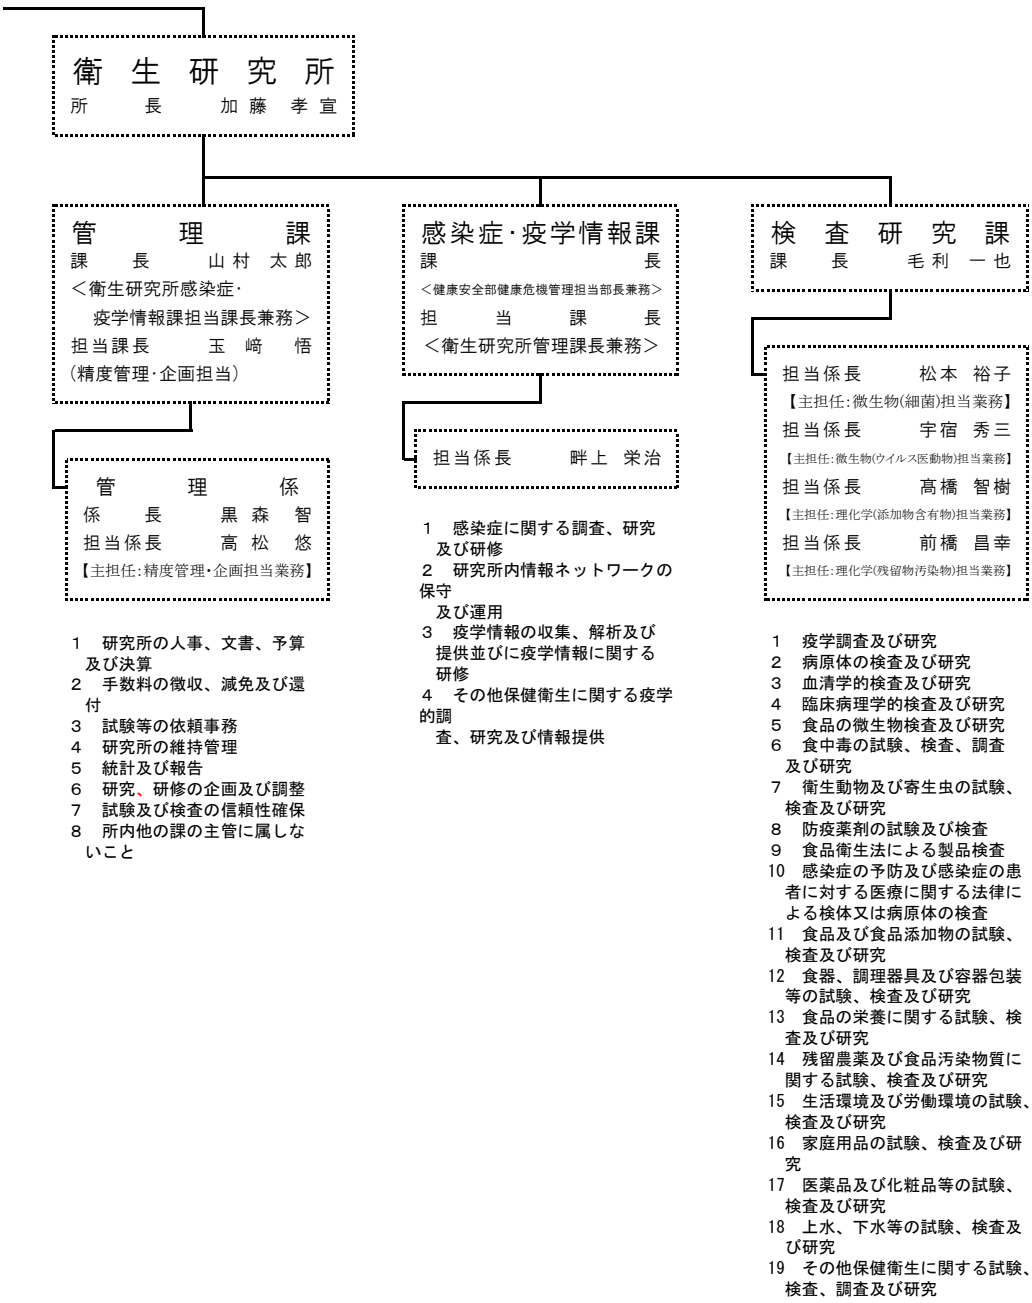 衛生研究所
所長 加藤 孝宣
管理課
課長 山村 太郎
＜衛生研究所感染症・
疫学情報課担当課長兼務＞
担当課長 玉﨑 悟
(精度管理・企画担当)
管理係
係長 黒森 智
担当係長 高松 悠
【主担任：精度管理・企画担当業務】
1 研究所の人事、文書、予算
及び決算
2 手数料の徴収、減免及び還
付
3 試験等の依頼事務
4 研究所の維持管理
5 統計及び報告
6 研究、研修の企画及び調整
7 試験及び検査の信頼性確保
8 所内他の課の主管に属しな
いこと
感染症・疫学情報課
課長
＜健康安全部健康危機管理担当部長兼務＞
担当課長
＜衛生研究所管理課長兼務＞
担当係長 畔上 栄治
1 感染症に関する調査、研究
及び研修
2 研究所内情報ネットワークの
保守
及び運用
3 疫学情報の収集、解析及び
提供並びに疫学情報に関する
研修
4 その他保健衛生に関する疫学
的調
査、研究及び情報提供
検査研究課
課長 毛利 一也
担当係長 松本 裕子
【主担任：微生物(細菌)担当業務】
担当係長 宇宿 秀三
【主担任：微生物(ウイルス医動物)担当業務】
担当係長 髙橋 智樹
【主担任：理化学(添加物含有物)担当業務】
担当係長 前橋 昌幸
【主担任：理化学(残留物汚染物)担当業務】
1 疫学調査及び研究
2 病原体の検査及び研究
3 血清学的検査及び研究
4 臨床病理学的検査及び研究
5 食品の微生物検査及び研究
6 食中毒の試験、検査、調査
及び研究
7 衛生動物及び寄生虫の試験、
検査及び研究
8 防疫薬剤の試験及び検査
9 食品衛生法による製品検査
10 感染症の予防及び感染症の患
者に対する医療に関する法律に
よる検体又は病原体の検査
11 食品及び食品添加物の試験、
検査及び研究
12 食器、調理器具及び容器包装
等の試験、検査及び研究
13 食品の栄養に関する試験、検
査及び研究
14 残留農薬及び食品汚染物質に
関する試験、検査及び研究
15 生活環境及び労働環境の試験、
検査及び研究
16 家庭用品の試験、検査及び研
究
17 医薬品及び化粧品等の試験、
検査及び研究
18 上水、下水等の試験、検査及
び研究
19 その他保健衛生に関する試験、
検査、調査及び研究